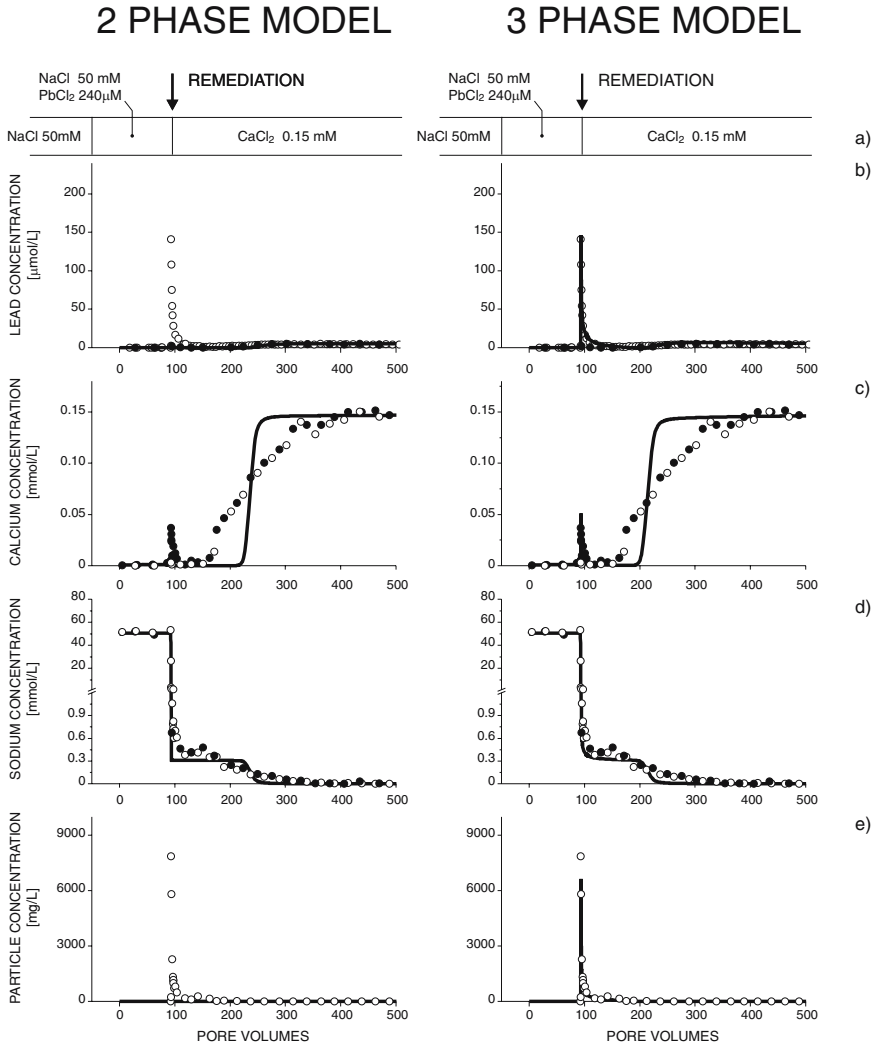 2 PHASE MODEL
3 PHASE MODEL
NaCl 50 mM
PbCl₂ 240µM
REMEDIATION
NaCl 50mM
CaCl₂ 0.15 mM
NaCl 50 mM
PbCl₂ 240µM
REMEDIATION
NaCl 50mM
CaCl₂ 0.15 mM
a)
b)
LEAD CONCENTRATION
[µmol/L]
200
150
100
50
0
0 100 200 300 400 500
200
150
100
50
0
0 100 200 300 400 500
c)
CALCIUM CONCENTRATION
[mmol/L]
0.15
0.10
0.05
0
0 100 200 300 400 500
0.15
0.10
0.05
0
0 100 200 300 400 500
d)
SODIUM CONCENTRATION
[mmol/L]
80
60
40
20
0.9
0.6
0.3
0
0 100 200 300 400 500
80
60
40
20
0.9
0.6
0.3
0
0 100 200 300 400 500
e)
PARTICLE CONCENTRATION
[mg/L]
9000
6000
3000
0
0 100 200 300 400 500
PORE VOLUMES
9000
6000
3000
0
0 100 200 300 400 500
PORE VOLUMES